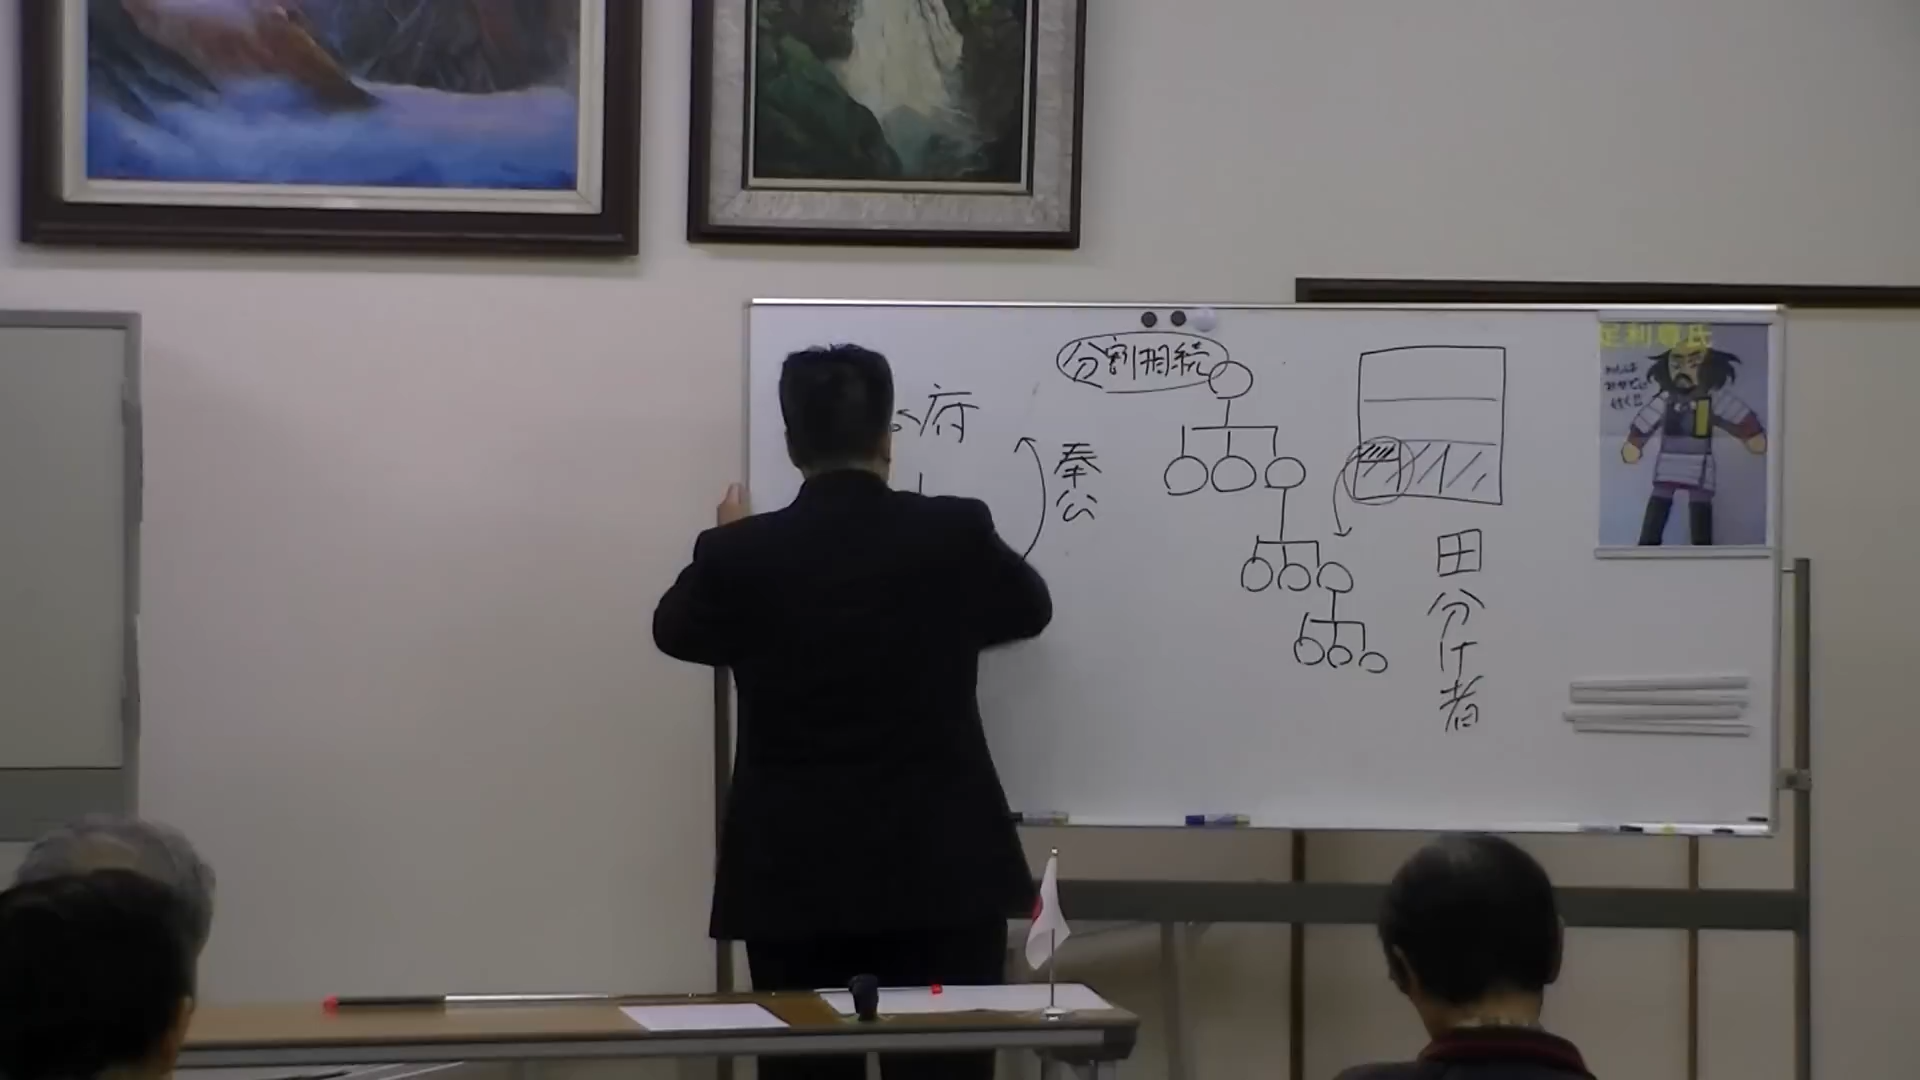 分割相続
府
奉公
田分け者
足利尊氏